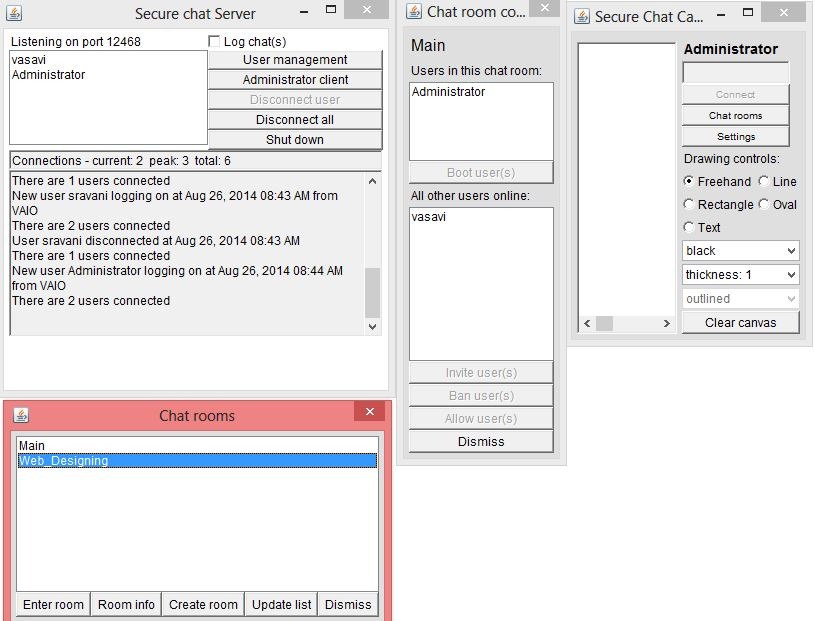 Secure chat Server
Listening on port 12468
Log chat(s)
vasavi
Administrator
User management
Administrator client
Disconnect user
Disconnect all
Shut down
Connections - current: 2 peak: 3 total: 6
There are 1 users connected
New user sravani logging on at Aug 26, 2014 08:43 AM from
VAIO
There are 2 users connected
User sravani disconnected at Aug 26, 2014 08:43 AM
There are 1 users connected
New user Administrator logging on at Aug 26, 2014 08:44 AM
from VAIO
There are 2 users connected
Chat room co...
Main
Users in this chat room:
Administrator
Boot user(s)
All other users online:
vasavi
Invite user(s)
Ban user(s)
Allow user(s)
Dismiss
Secure Chat Ca...
Administrator
Connect
Chat rooms
Settings
Drawing controls:
Freehand Line
Rectangle Oval
Text
black
thickness: 1
outlined
Clear canvas
Chat rooms
Main
Web_Designing
Enter room Room info Create room Update list Dismiss